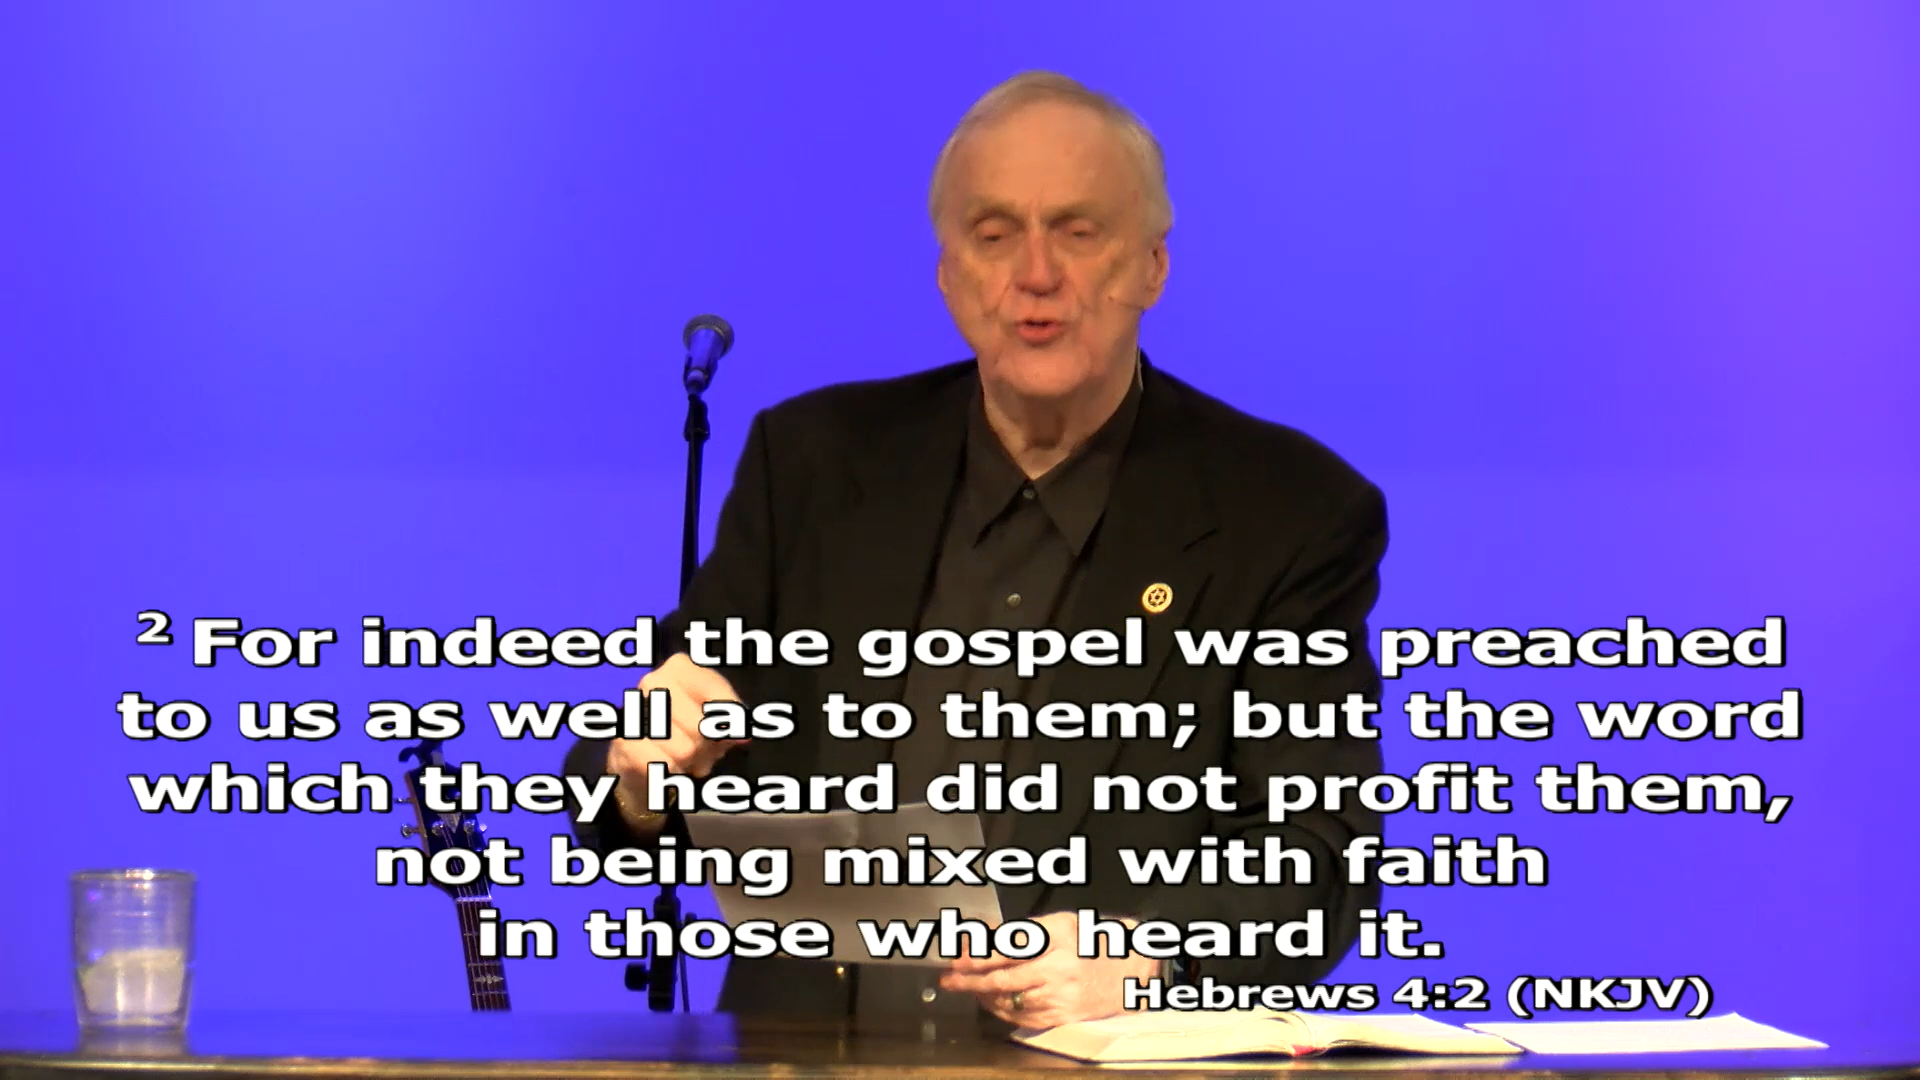 ² For indeed the gospel was preached
to us as well as to them; but the word
which they heard did not profit them,
not being mixed with faith
in those who heard it.
Hebrews 4:2 (NKJV)